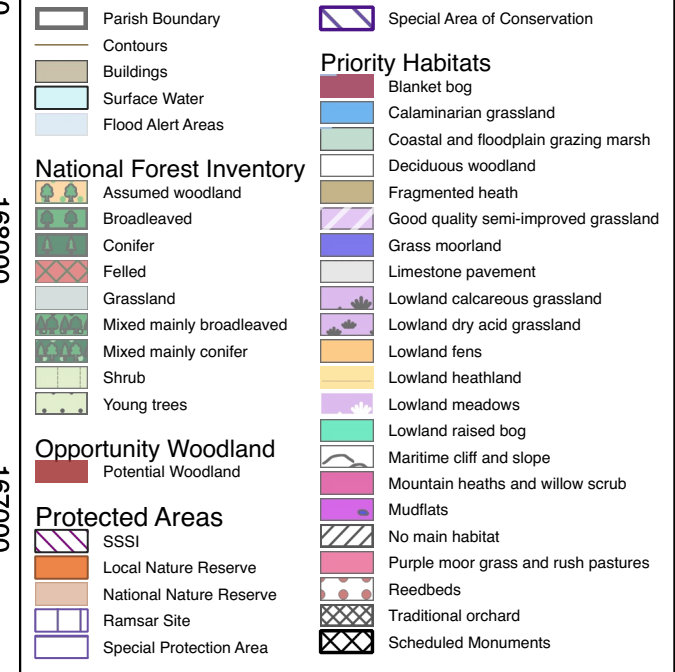 Parish Boundary
Contours
Buildings
Surface Water
Flood Alert Areas
National Forest Inventory
Assumed woodland
Broadleaved
Conifer
Felled
Grassland
Mixed mainly broadleaved
Mixed mainly conifer
Shrub
Young trees
Opportunity Woodland
Potential Woodland
Protected Areas
SSSI
Local Nature Reserve
National Nature Reserve
Ramsar Site
Special Protection Area
Special Area of Conservation
Priority Habitats
Blanket bog
Calaminarian grassland
Coastal and floodplain grazing marsh
Deciduous woodland
Fragmented heath
Good quality semi-improved grassland
Grass moorland
Limestone pavement
Lowland calcareous grassland
Lowland dry acid grassland
Lowland fens
Lowland heathland
Lowland meadows
Lowland raised bog
Maritime cliff and slope
Mountain heaths and willow scrub
Mudflats
No main habitat
Purple moor grass and rush pastures
Reedbeds
Traditional orchard
Scheduled Monuments
168000
167000